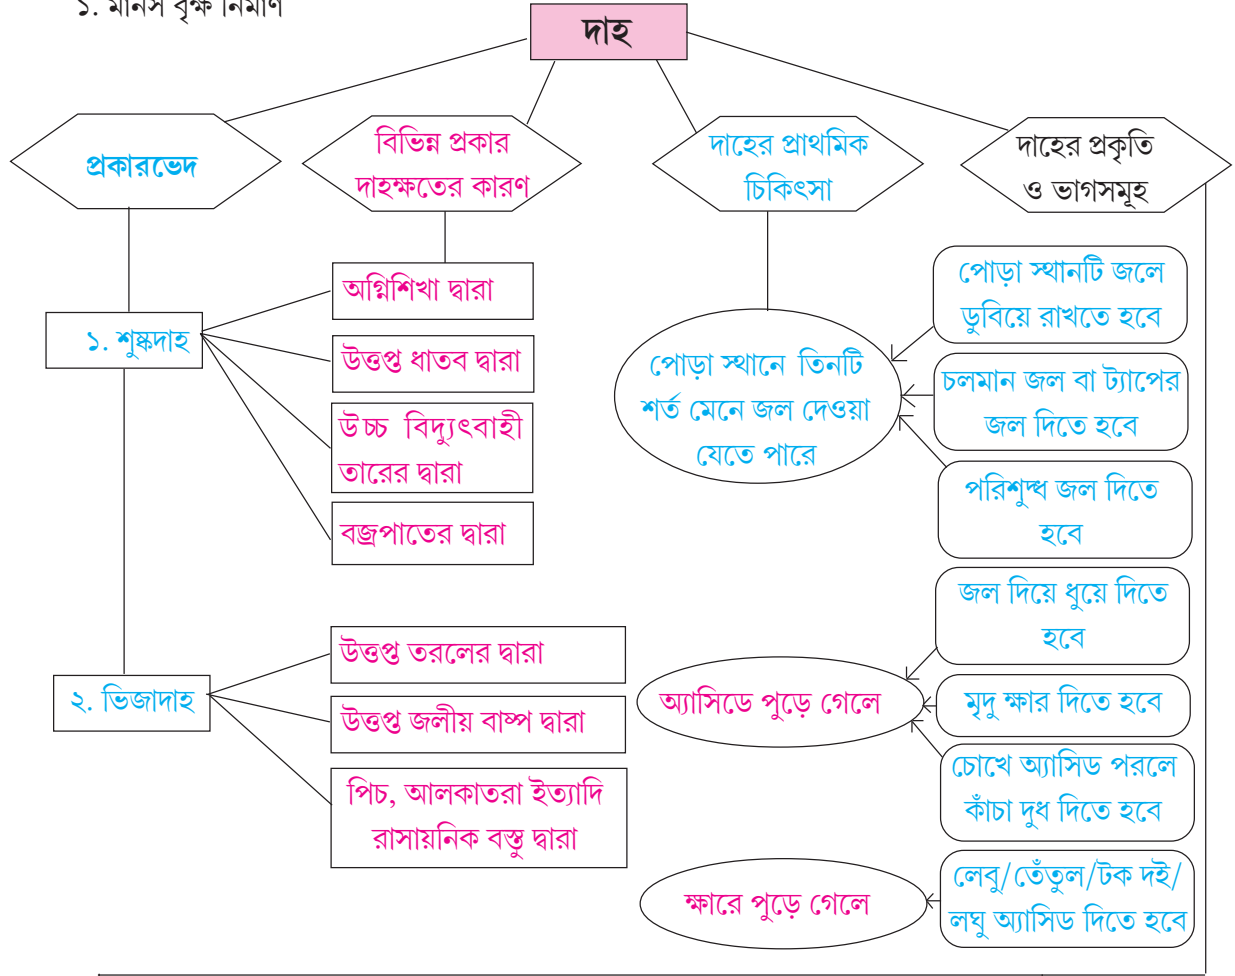 ১. মানস বৃক্ষ নির্মাণ
দাহ
প্রকারভেদ
বিভিন্ন প্রকার
দাহক্ষতের কারণ
দাহের প্রাথমিক
চিকিৎসা
দাহের প্রকৃতি
ও ভাগসমূহ
১. শুষ্কদাহ
অগ্নিশিখা দ্বারা
উত্তপ্ত ধাতব দ্বারা
উচ্চ বিদ্যুৎবাহী
তারের দ্বারা
বজ্রপাতের দ্বারা
২. ভিজাদাহ
উত্তপ্ত তরলের দ্বারা
উত্তপ্ত জলীয় বাষ্প দ্বারা
পিচ, আলকাতরা ইত্যাদি
রাসায়নিক বস্তু দ্বারা
পোড়া স্থানে তিনটি
শর্ত মেনে জল দেওয়া
যেতে পারে
পোড়া স্থানটি জলে
ডুবিয়ে রাখতে হবে
চলমান জল বা ট্যাপের
জল দিতে হবে
পরিশুদ্ধ জল দিতে
হবে
অ্যাসিডে পুড়ে গেলে
জল দিয়ে ধুয়ে দিতে
হবে
মৃদু ক্ষার দিতে হবে
চোখে অ্যাসিড পরলে
কাঁচা দুধ দিতে হবে
ক্ষারে পুড়ে গেলে
লেবু/তেঁতুল/টক দই/
লঘু অ্যাসিড দিতে হবে